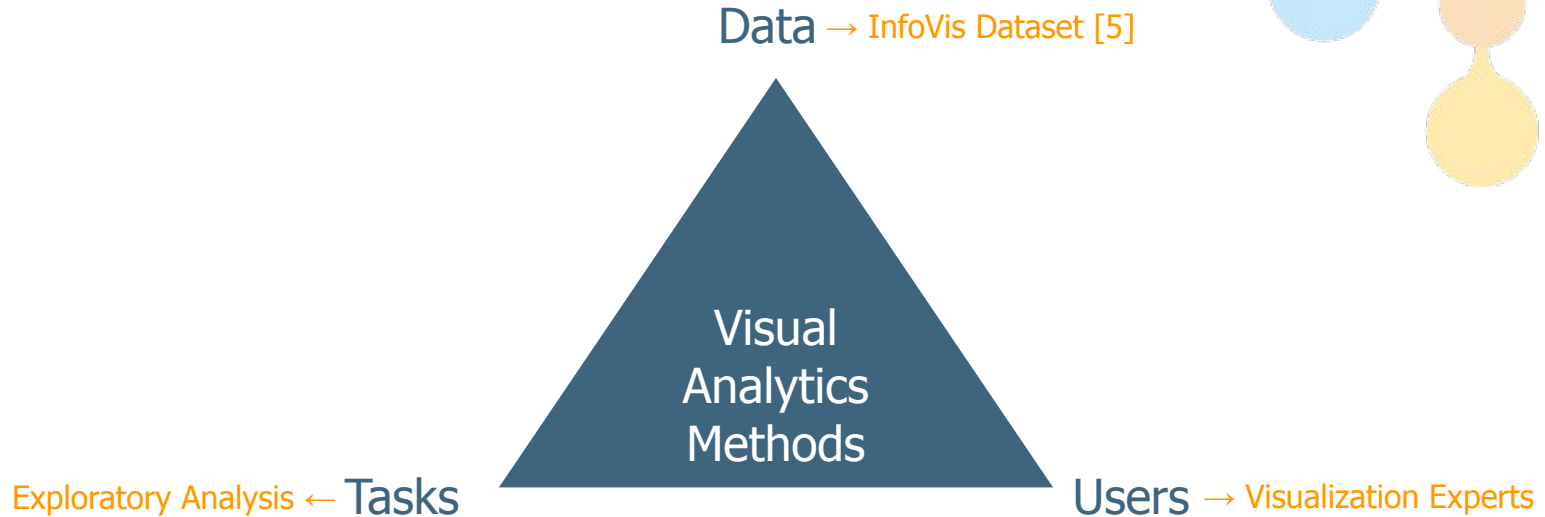 Data → InfoVis Dataset [5]
Visual
Analytics
Methods
Exploratory Analysis ← Tasks
Users → Visualization Experts